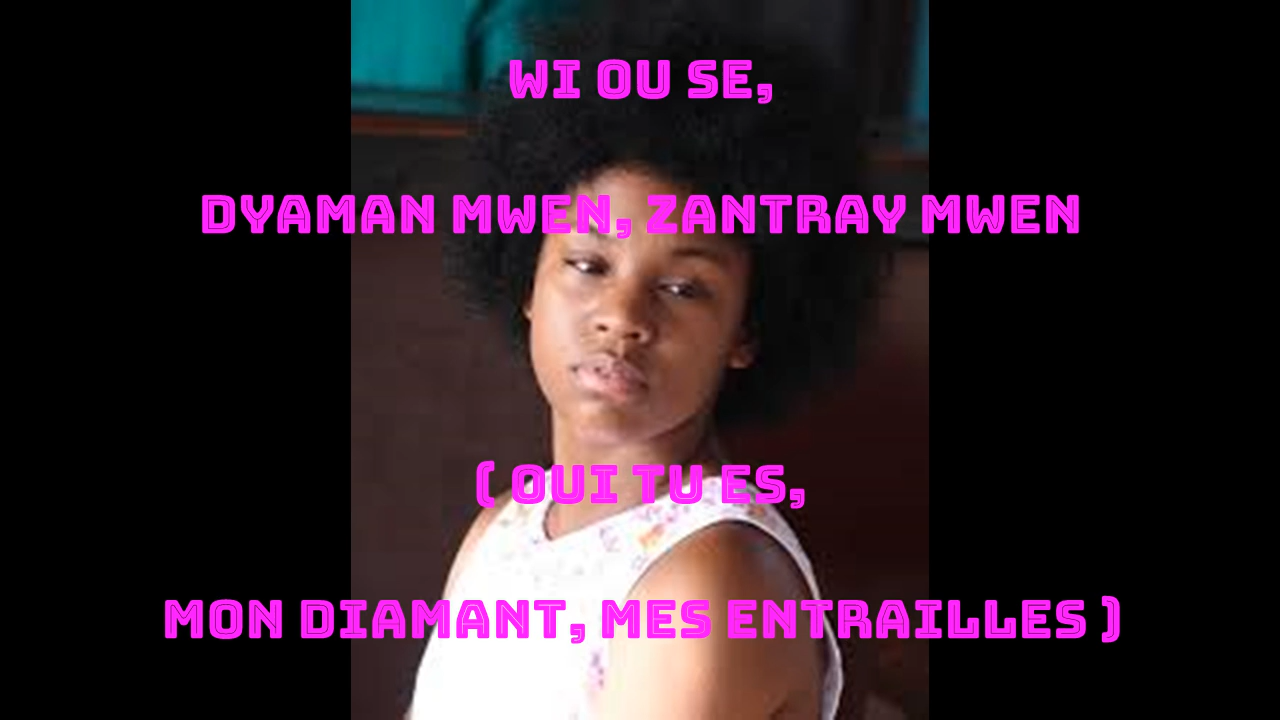 WI OU SE,
DYAMAN MWEN, ZANTRAY MWEN
( OUI TU ES,
MON DIAMANT, MES ENTRAILLES )